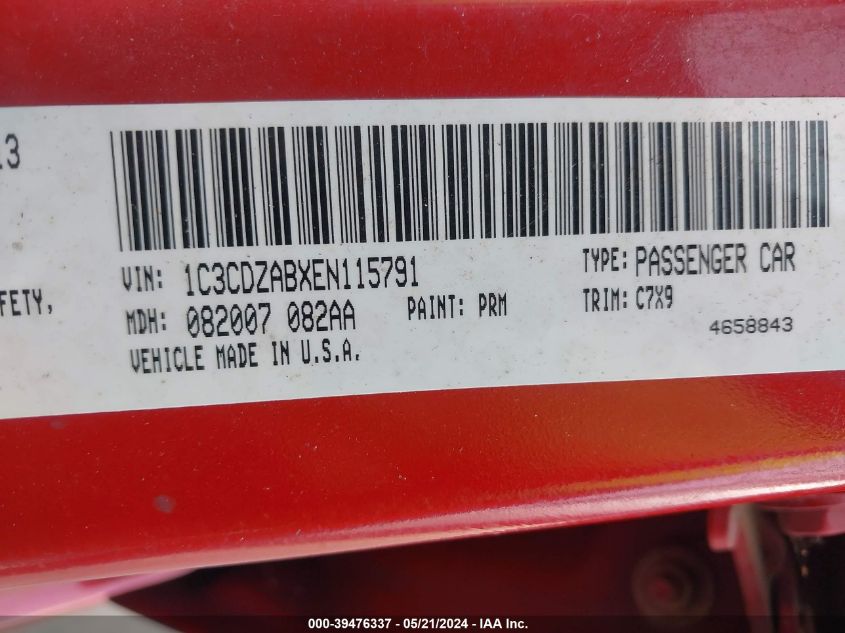 13
VIN: 1C3CDZABXEN115791
TYPE: PASSENGER CAR
FETY,
MDH: 082007 082AA
PAINT: PRM
TRIM: C7X9
4658843
VEHICLE MADE IN U.S.A.
000-39476337 - 05/21/2024 - IAA Inc.